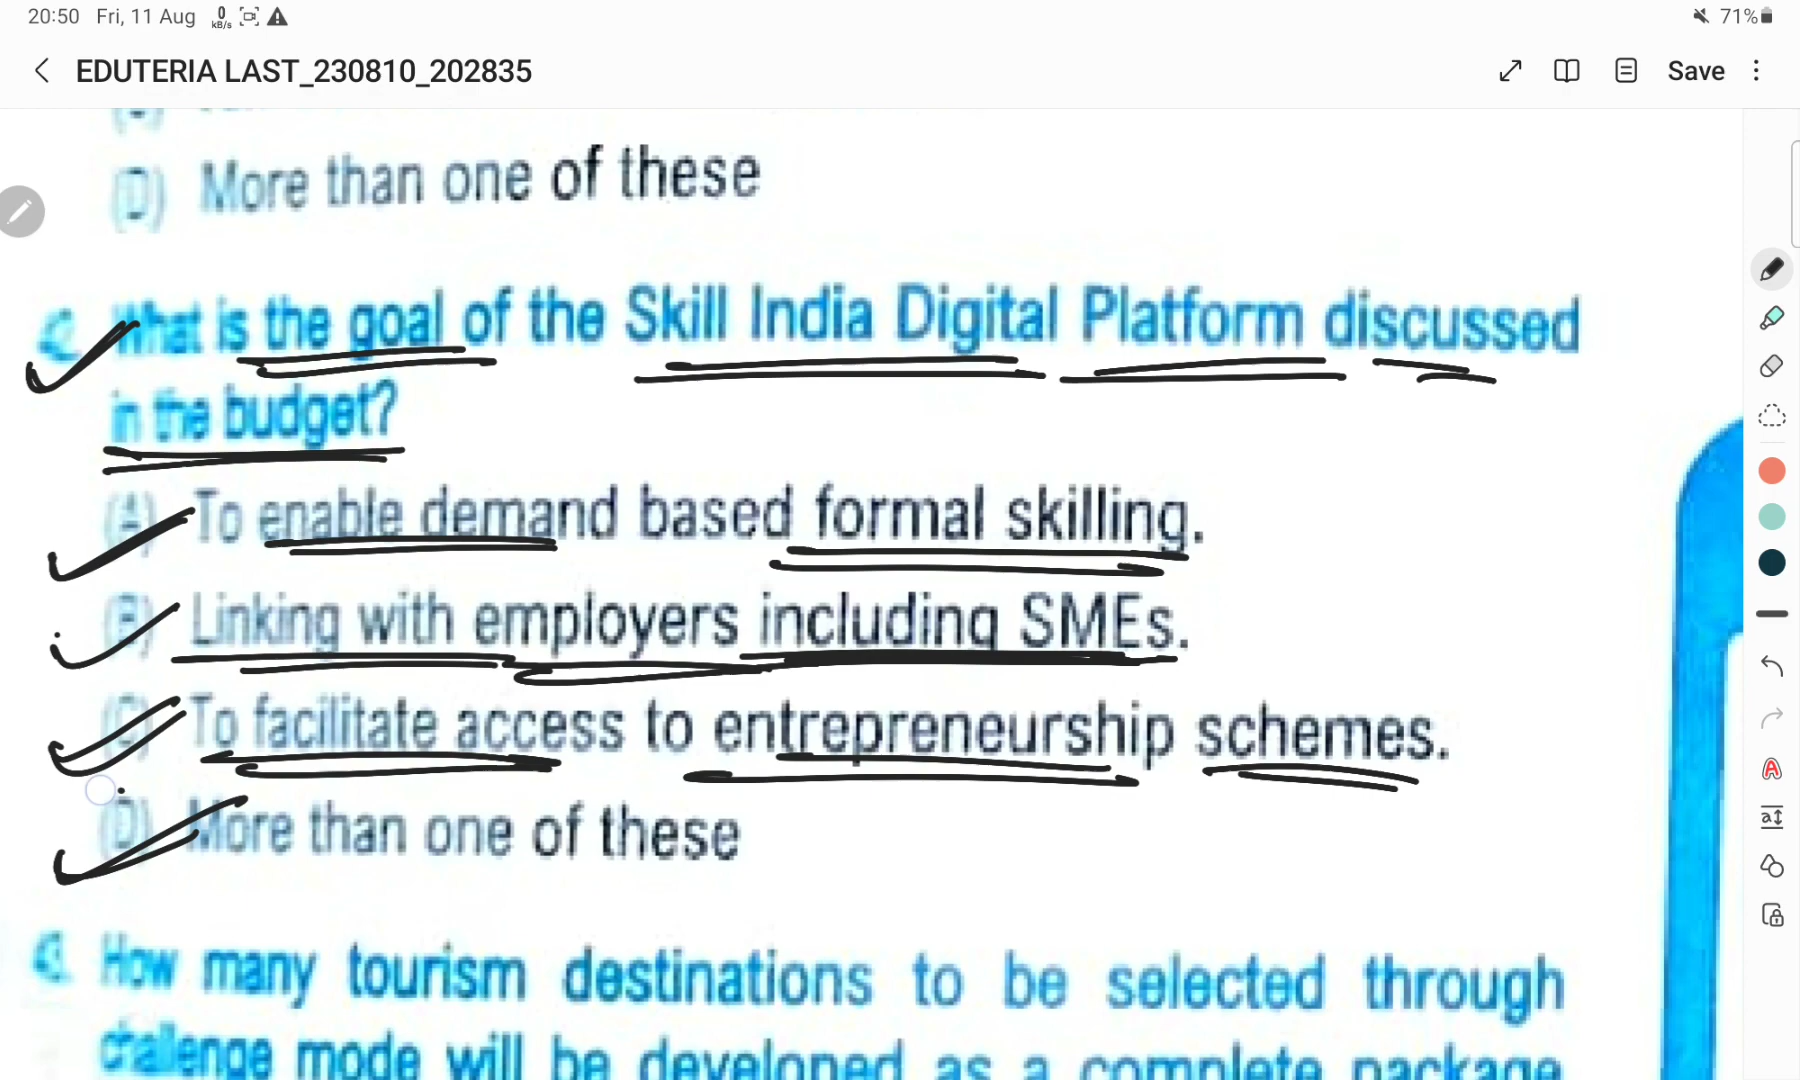 20:50 Fri, 11 Aug 0 kB/s 71%
EDUTERIA LAST_230810_202835 Save
(D) More than one of these
What is the goal of the Skill India Digital Platform discussed
in the budget?
(A) To enable demand based formal skilling.
(B) Linking with employers including SMEs.
(C) To facilitate access to entrepreneurship schemes.
(D) More than one of these
How many tourism destinations to be selected through
challenge mode will be developed as a complete package